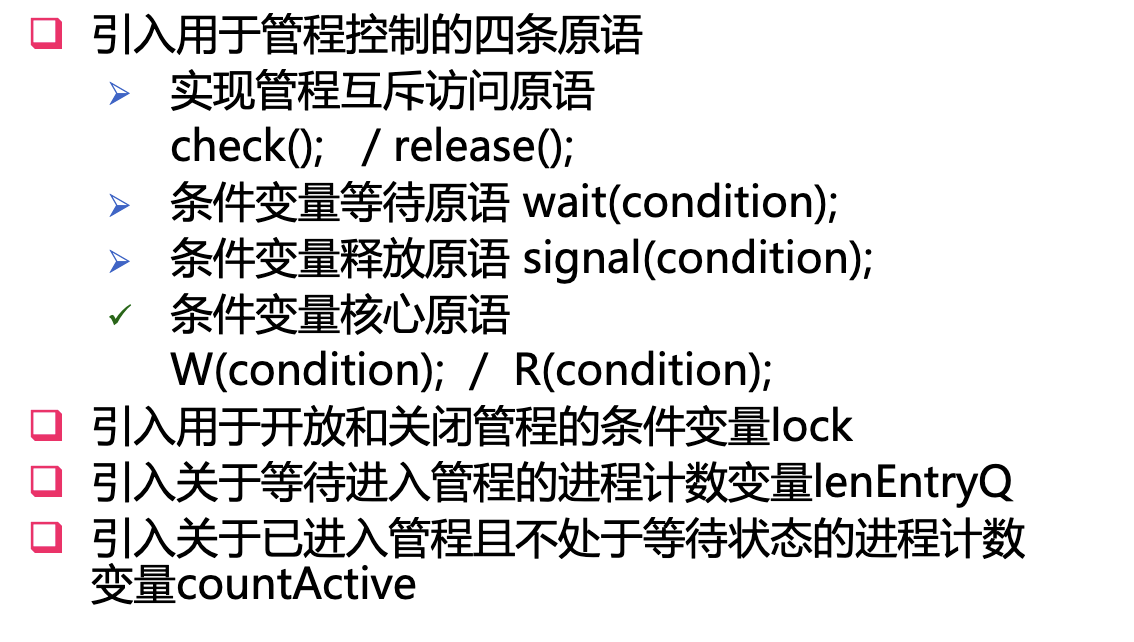 引入用于管程控制的四条原语
实现管程互斥访问原语
check(); / release();
条件变量等待原语 wait(condition);
条件变量释放原语 signal(condition);
条件变量核心原语
W(condition); / R(condition);
引入用于开放和关闭管程的条件变量lock
引入关于等待进入管程的进程计数变量lenEntryQ
引入关于已进入管程且不处于等待状态的进程计数
变量countActive